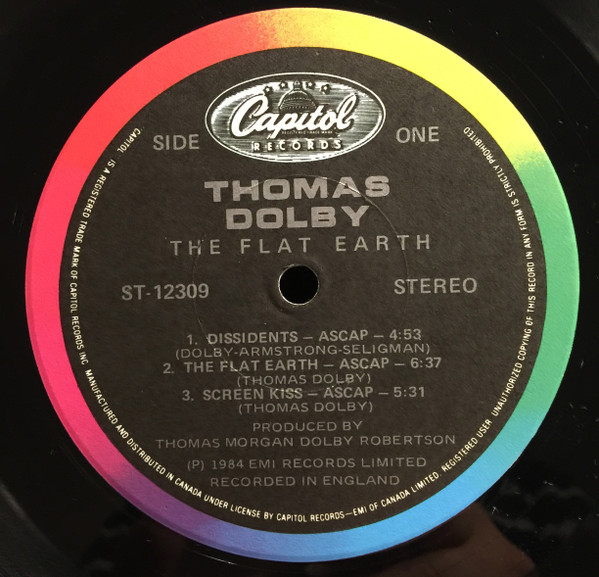 Capitol
REGISTERED TRADE MARK
RECORDS
SIDE ONE
THOMAS
DOLBY
THE FLAT EARTH
ST-12309 STEREO
1. DISSIDENTS – ASCAP – 4:53
(DOLBY-ARMSTRONG-SELIGMAN)
2. THE FLAT EARTH – ASCAP – 6:37
(THOMAS DOLBY)
3. SCREEN KISS – ASCAP – 5:31
(THOMAS DOLBY)
PRODUCED BY
THOMAS MORGAN DOLBY ROBERTSON
(P) 1984 EMI RECORDS LIMITED
RECORDED IN ENGLAND
CAPITOL IS A REGISTERED TRADE MARK OF CAPITOL RECORDS INC. MANUFACTURED AND DISTRIBUTED IN CANADA UNDER LICENSE BY CAPITOL RECORDS—EMI OF CANADA LIMITED. REGISTERED USER. UNAUTHORIZED COPYING OF THIS RECORD IN ANY FORM IS STRICTLY PROHIBITED